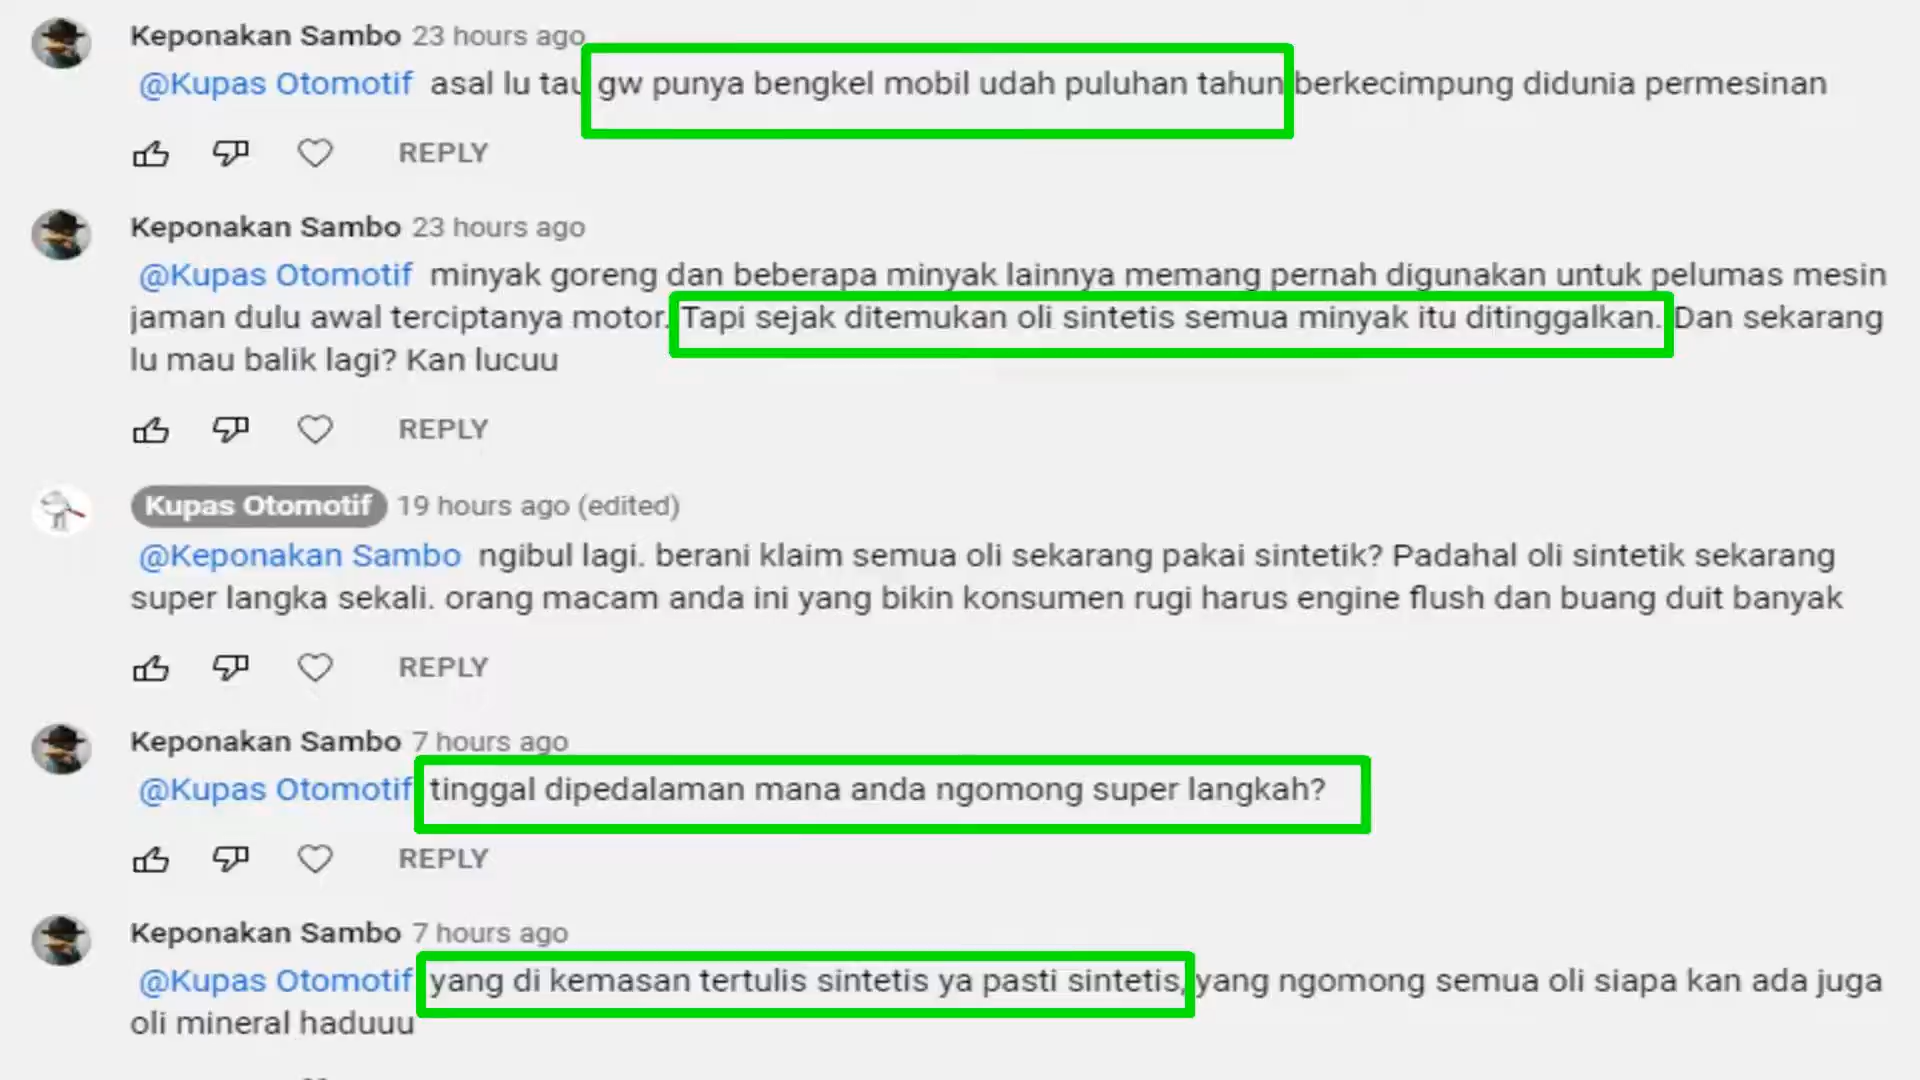 Keponakan Sambo 23 hours ago
@Kupas Otomotif asal lu tau gw punya bengkel mobil udah puluhan tahun berkecimpung didunia permesinan
REPLY
Keponakan Sambo 23 hours ago
@Kupas Otomotif minyak goreng dan beberapa minyak lainnya memang pernah digunakan untuk pelumas mesin
jaman dulu awal terciptanya motor. Tapi sejak ditemukan oli sintetis semua minyak itu ditinggalkan. Dan sekarang
lu mau balik lagi? Kan lucuu
REPLY
Kupas Otomotif 19 hours ago (edited)
@Keponakan Sambo ngibul lagi. berani klaim semua oli sekarang pakai sintetik? Padahal oli sintetik sekarang
super langka sekali. orang macam anda ini yang bikin konsumen rugi harus engine flush dan buang duit banyak
REPLY
Keponakan Sambo 7 hours ago
@Kupas Otomotif tinggal dipedalaman mana anda ngomong super langkah?
REPLY
Keponakan Sambo 7 hours ago
@Kupas Otomotif yang di kemasan tertulis sintetis ya pasti sintetis, yang ngomong semua oli siapa kan ada juga
oli mineral haduuu